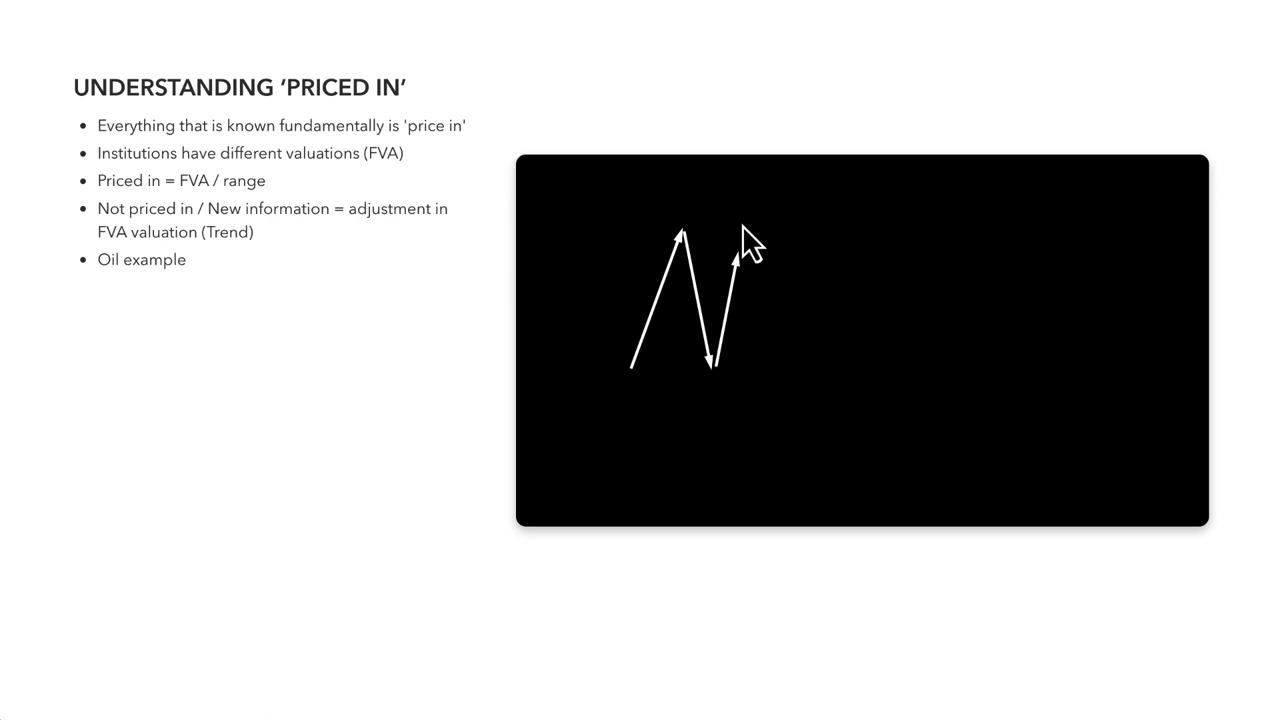 UNDERSTANDING ‘PRICED IN’
• Everything that is known fundamentally is 'price in'
• Institutions have different valuations (FVA)
• Priced in = FVA / range
• Not priced in / New information = adjustment in
FVA valuation (Trend)
• Oil example